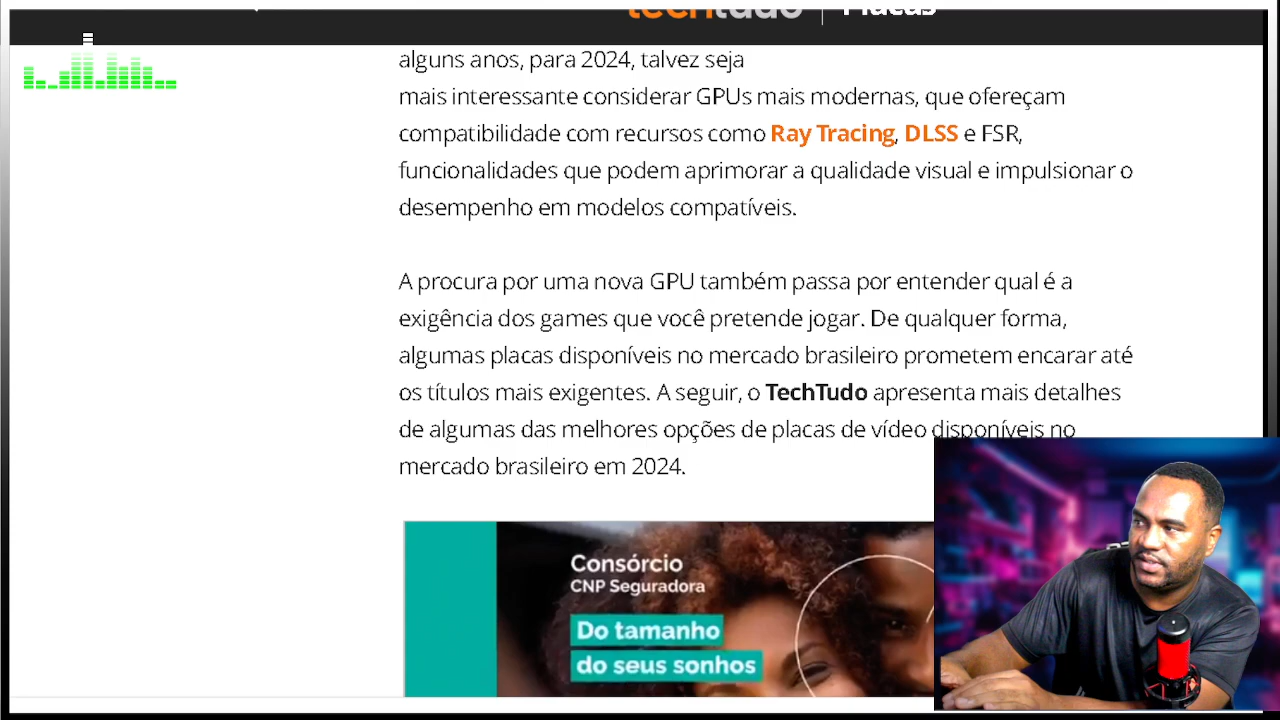 techtudo Placas
alguns anos, para 2024, talvez seja
mais interessante considerar GPUs mais modernas, que ofereçam
compatibilidade com recursos como Ray Tracing, DLSS e FSR,
funcionalidades que podem aprimorar a qualidade visual e impulsionar o
desempenho em modelos compatíveis.
A procura por uma nova GPU também passa por entender qual é a
exigência dos games que você pretende jogar. De qualquer forma,
algumas placas disponíveis no mercado brasileiro prometem encarar até
os títulos mais exigentes. A seguir, o TechTudo apresenta mais detalhes
de algumas das melhores opções de placas de vídeo disponíveis no
mercado brasileiro em 2024.
Consórcio
CNP Seguradora
Do tamanho
do seus sonhos